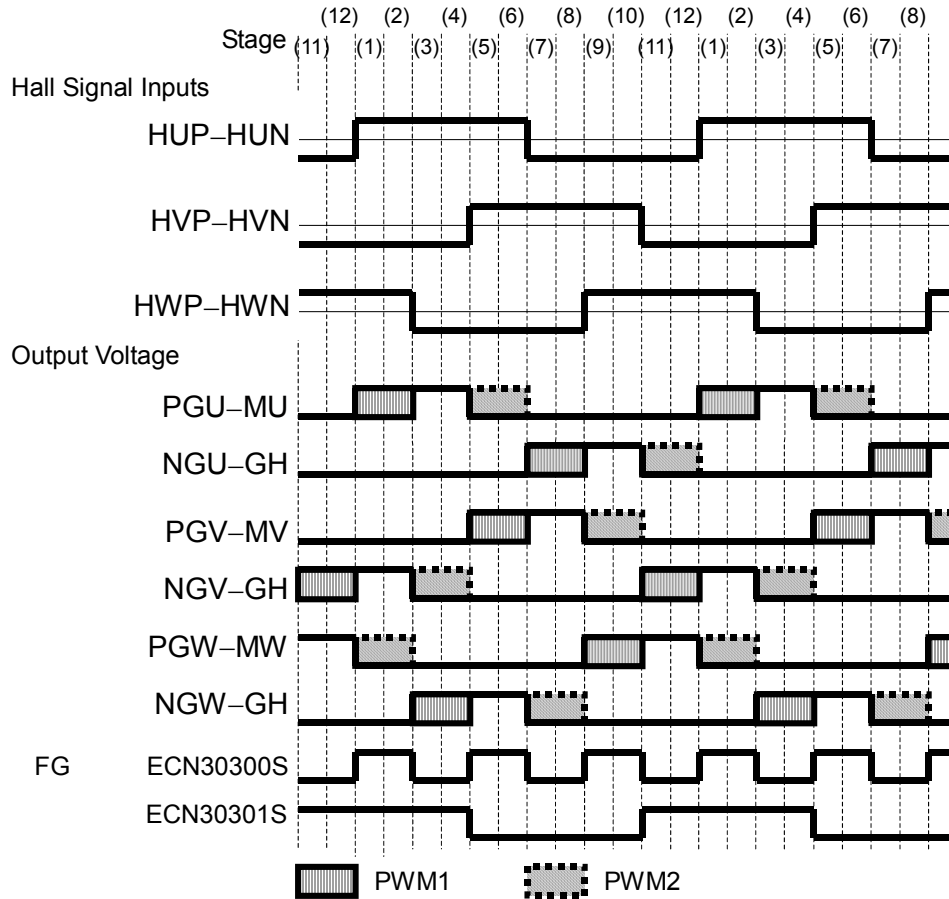 (12) (2) (4) (6) (8) (10) (12) (2) (4) (6) (8)
Stage (11) (1) (3) (5) (7) (9) (11) (1) (3) (5) (7)
Hall Signal Inputs
HUP–HUN
HVP–HVN
HWP–HWN
Output Voltage
PGU–MU
NGU–GH
PGV–MV
NGV–GH
PGW–MW
NGW–GH
FG ECN30300S
ECN30301S
PWM1 PWM2